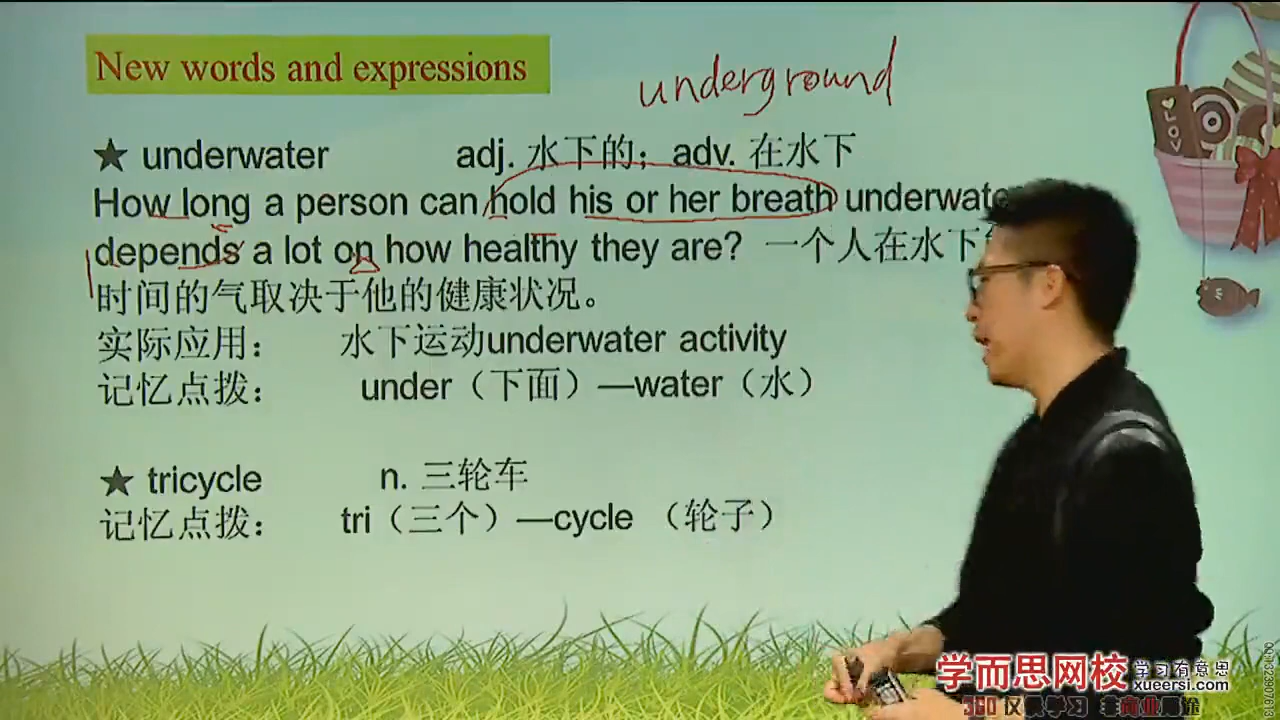 New words and expressions
underground
★ underwater adj. 水下的；adv. 在水下
How long a person can hold his or her breath underwate
depends a lot on how healthy they are? 一个人在水下
时间的气取决于他的健康状况。
实际应用： 水下运动underwater activity
记忆点拨： under（下面）—water（水）
★ tricycle n. 三轮车
记忆点拨： tri（三个）—cycle （轮子）
LOV
学而思网校 学习有意思
xueersi.com